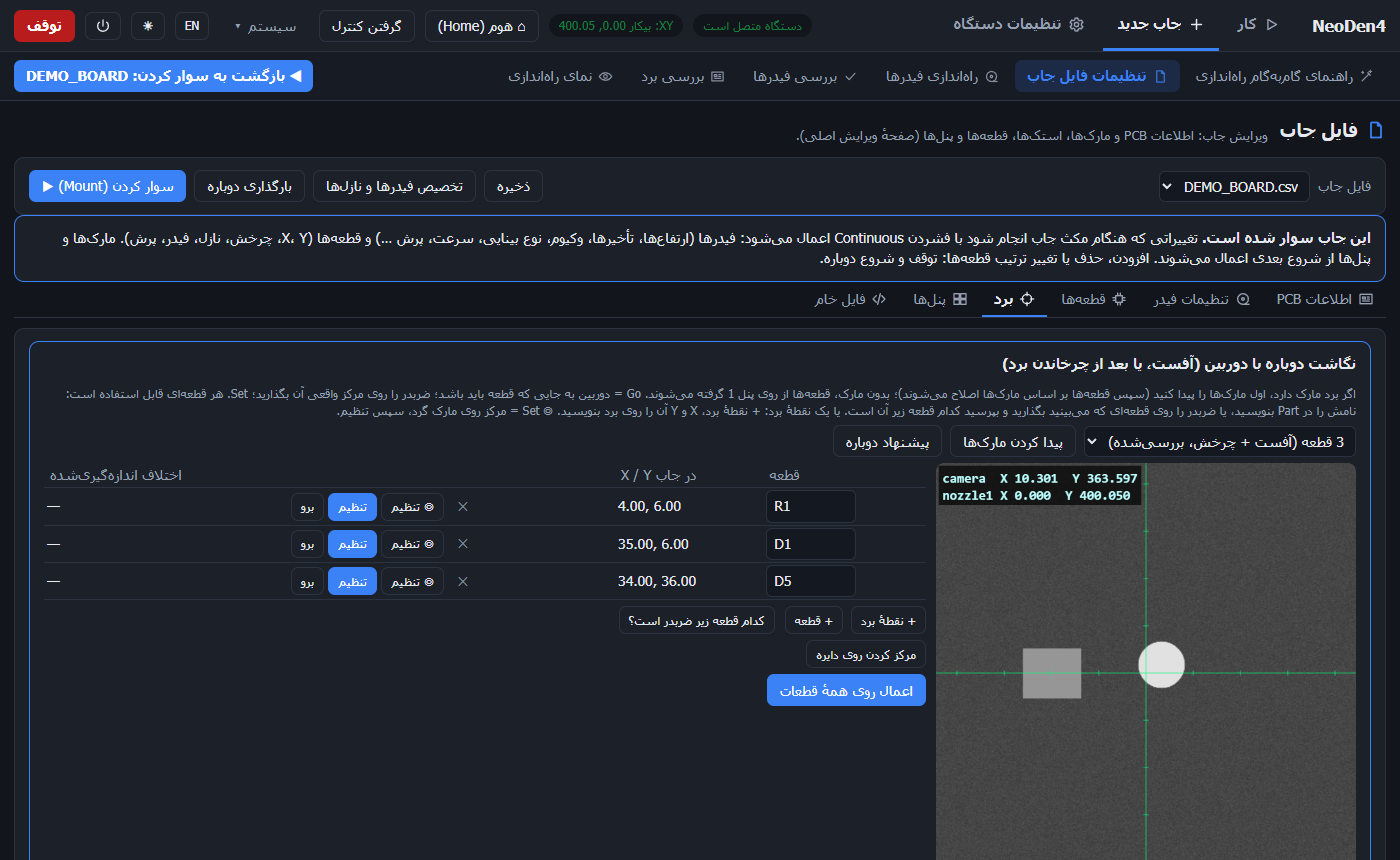 NeoDen4
کار
جاب جدید
تنظیمات دستگاه
دستگاه متصل است
XY: بیکار 0.00, 400.05
⌂ هوم (Home)
گرفتن کنترل
سیستم ▾
EN
توقف
راهنمای گام‌به‌گام راه‌اندازی
تنظیمات فایل جاب
راه‌اندازی فیدرها
بررسی فیدرها
بررسی برد
نمای راه‌اندازی
◀ بازگشت به سوار کردن: DEMO_BOARD
فایل جاب
ویرایش جاب: اطلاعات PCB و مارک‌ها، استک‌ها، قطعه‌ها و پنل‌ها (صفحهٔ ویرایش اصلی).
فایل جاب
DEMO_BOARD.csv
ذخیره
تخصیص فیدرها و نازل‌ها
بارگذاری دوباره
سوار کردن (Mount) ▶
این جاب سوار شده است. تغییراتی که هنگام مکث جاب انجام شود با فشردن Continuous اعمال می‌شود: فیدرها (ارتفاع‌ها، تأخیرها، وکیوم، نوع بینایی، سرعت، پرش ...) و قطعه‌ها (X، Y، چرخش، نازل، فیدر، پرش). مارک‌ها و
پنل‌ها از شروع بعدی اعمال می‌شوند. افزودن، حذف یا تغییر ترتیب قطعه‌ها: توقف و شروع دوباره.
اطلاعات PCB
تنظیمات فیدر
قطعه‌ها
برد
پنل‌ها
فایل خام
نگاشت دوباره با دوربین (آفست، یا بعد از چرخاندن برد)
اگر برد مارک دارد، اول مارک‌ها را پیدا کنید (سپس قطعه‌ها بر اساس مارک‌ها اصلاح می‌شوند)؛ بدون مارک، قطعه‌ها از روی پنل 1 گرفته می‌شوند. Go = دوربین به جایی که قطعه باید باشد؛ ضربدر را روی مرکز واقعی آن بگذارید؛ Set. هر قطعه‌ای قابل استفاده است:
نامش را در Part بنویسید، یا ضربدر را روی قطعه‌ای که می‌بینید بگذارید و بپرسید کدام قطعه زیر آن است. یا یک نقطهٔ برد: + نقطهٔ برد، X و Y آن را روی برد بنویسید. ◎ Set = مرکز روی مارک گرد، سپس تنظیم.
3 قطعه (آفست + چرخش، بررسی‌شده)
پیدا کردن مارک‌ها
پیشنهاد دوباره
camera X 10.301 Y 363.597
nozzle1 X 0.000 Y 400.050
قطعه
در جاب X / Y
اختلاف اندازه‌گیری‌شده
R1
4.00, 6.00
×
◎ تنظیم
تنظیم
برو
—
D1
35.00, 6.00
×
◎ تنظیم
تنظیم
برو
—
D5
34.00, 36.00
×
◎ تنظیم
تنظیم
برو
—
+ نقطهٔ برد
+ قطعه
کدام قطعه زیر ضربدر است؟
مرکز کردن روی دایره
اعمال روی همهٔ قطعات